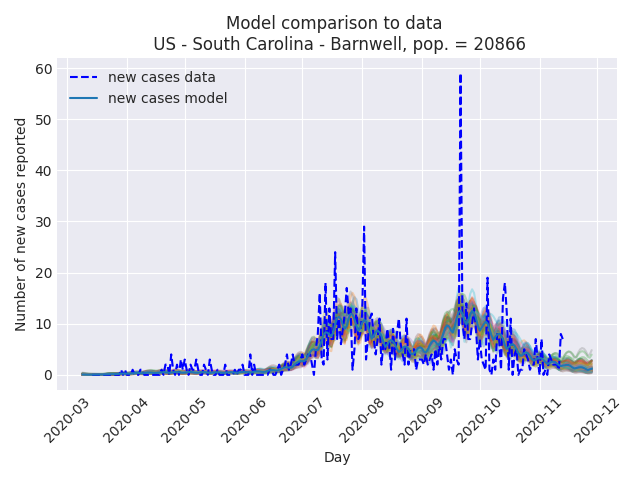 Model comparison to data
US - South Carolina - Barnwell, pop. = 20866
new cases data
new cases model
Number of new cases reported
60
50
40
30
20
10
0
2020-03
2020-04
2020-05
2020-06
2020-07
2020-08
2020-09
2020-10
2020-11
2020-12
Day